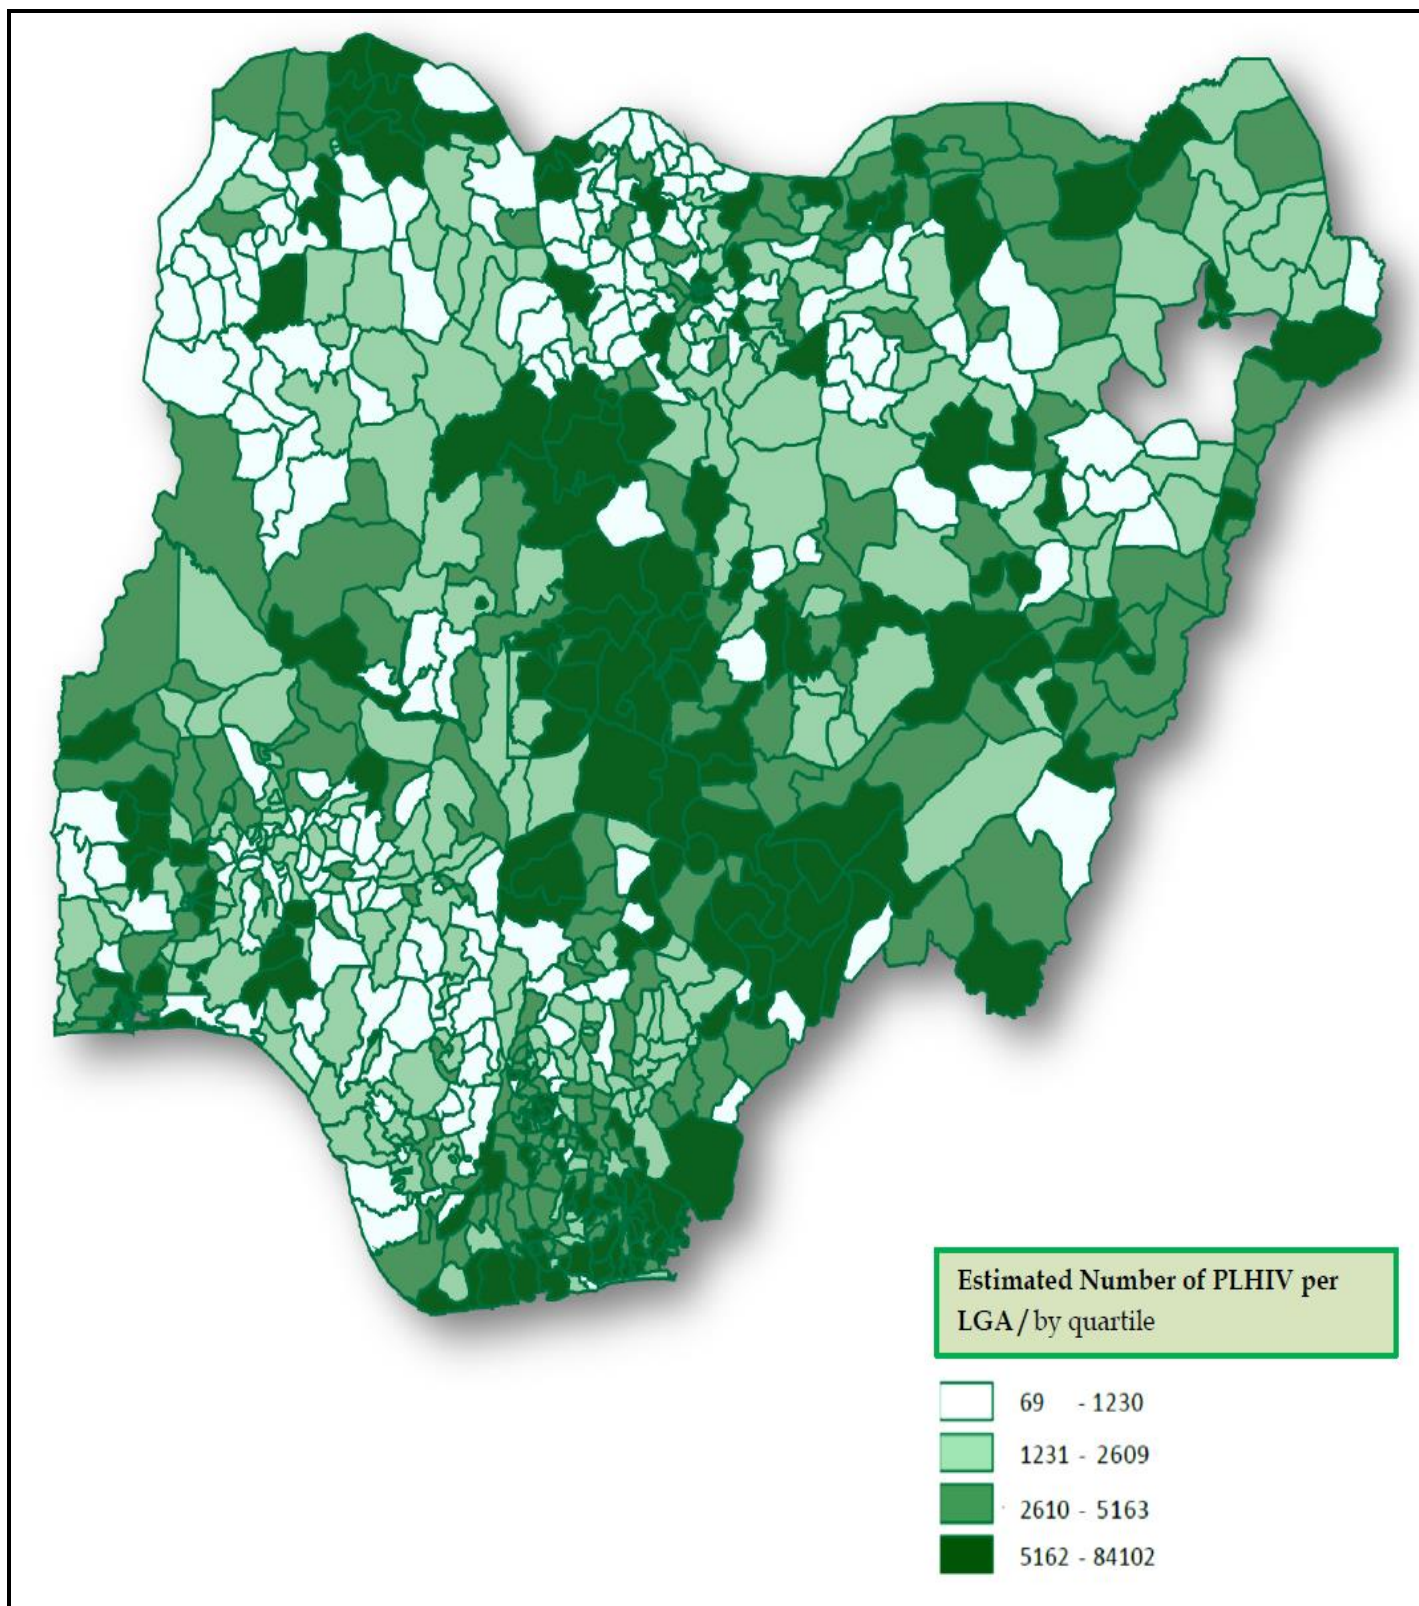 Estimated Number of PLHIV per
LGA / by quartile
69 - 1230
1231 - 2609
2610 - 5163
5162 - 84102